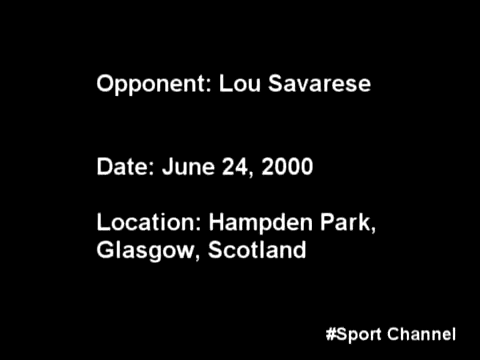 Opponent: Lou Savarese
Date: June 24, 2000
Location: Hampden Park,
Glasgow, Scotland
#Sport Channel